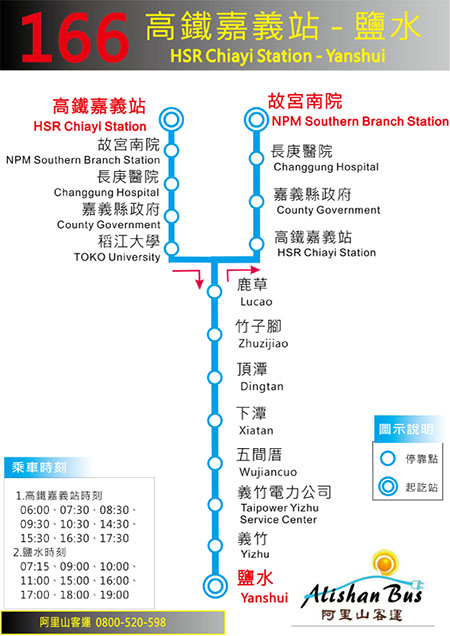 166
高鐵嘉義站 - 鹽水
HSR Chiayi Station - Yanshui
高鐵嘉義站
HSR Chiayi Station
故宮南院
NPM Southern Branch Station
長庚醫院
Changgung Hospital
嘉義縣政府
County Government
稻江大學
TOKO University
故宮南院
NPM Southern Branch Station
長庚醫院
Changgung Hospital
嘉義縣政府
County Government
高鐵嘉義站
HSR Chiayi Station
鹿草
Lucao
竹子腳
Zhuzijiao
頂潭
Dingtan
下潭
Xiatan
五間厝
Wujiancuo
義竹電力公司
Taipower Yizhu
Service Center
義竹
Yizhu
鹽水
Yanshui
圖示說明
停靠點
起訖站
乘車時刻
1.高鐵嘉義站時刻
06:00、07:30、08:30、
09:30、10:30、14:30、
15:30、16:30、17:30
2.鹽水時刻
07:15、09:00、10:00、
11:00、15:00、16:00、
17:00、18:00、19:00
阿里山客運 0800-520-598
Alishan Bus
阿里山客運